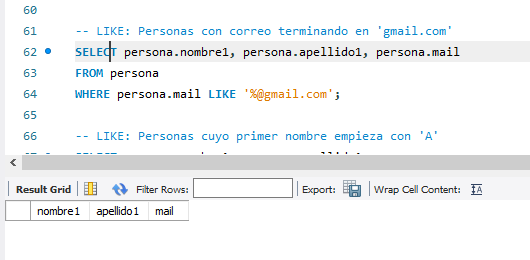 60
61 -- LIKE: Personas con correo terminando en 'gmail.com'
62 SELECT persona.nombre1, persona.apellido1, persona.mail
63 FROM persona
64 WHERE persona.mail LIKE '%@gmail.com';
65
66 -- LIKE: Personas cuyo primer nombre empieza con 'A'
Result Grid Filter Rows: Export: Wrap Cell Content:
nombre1 apellido1 mail